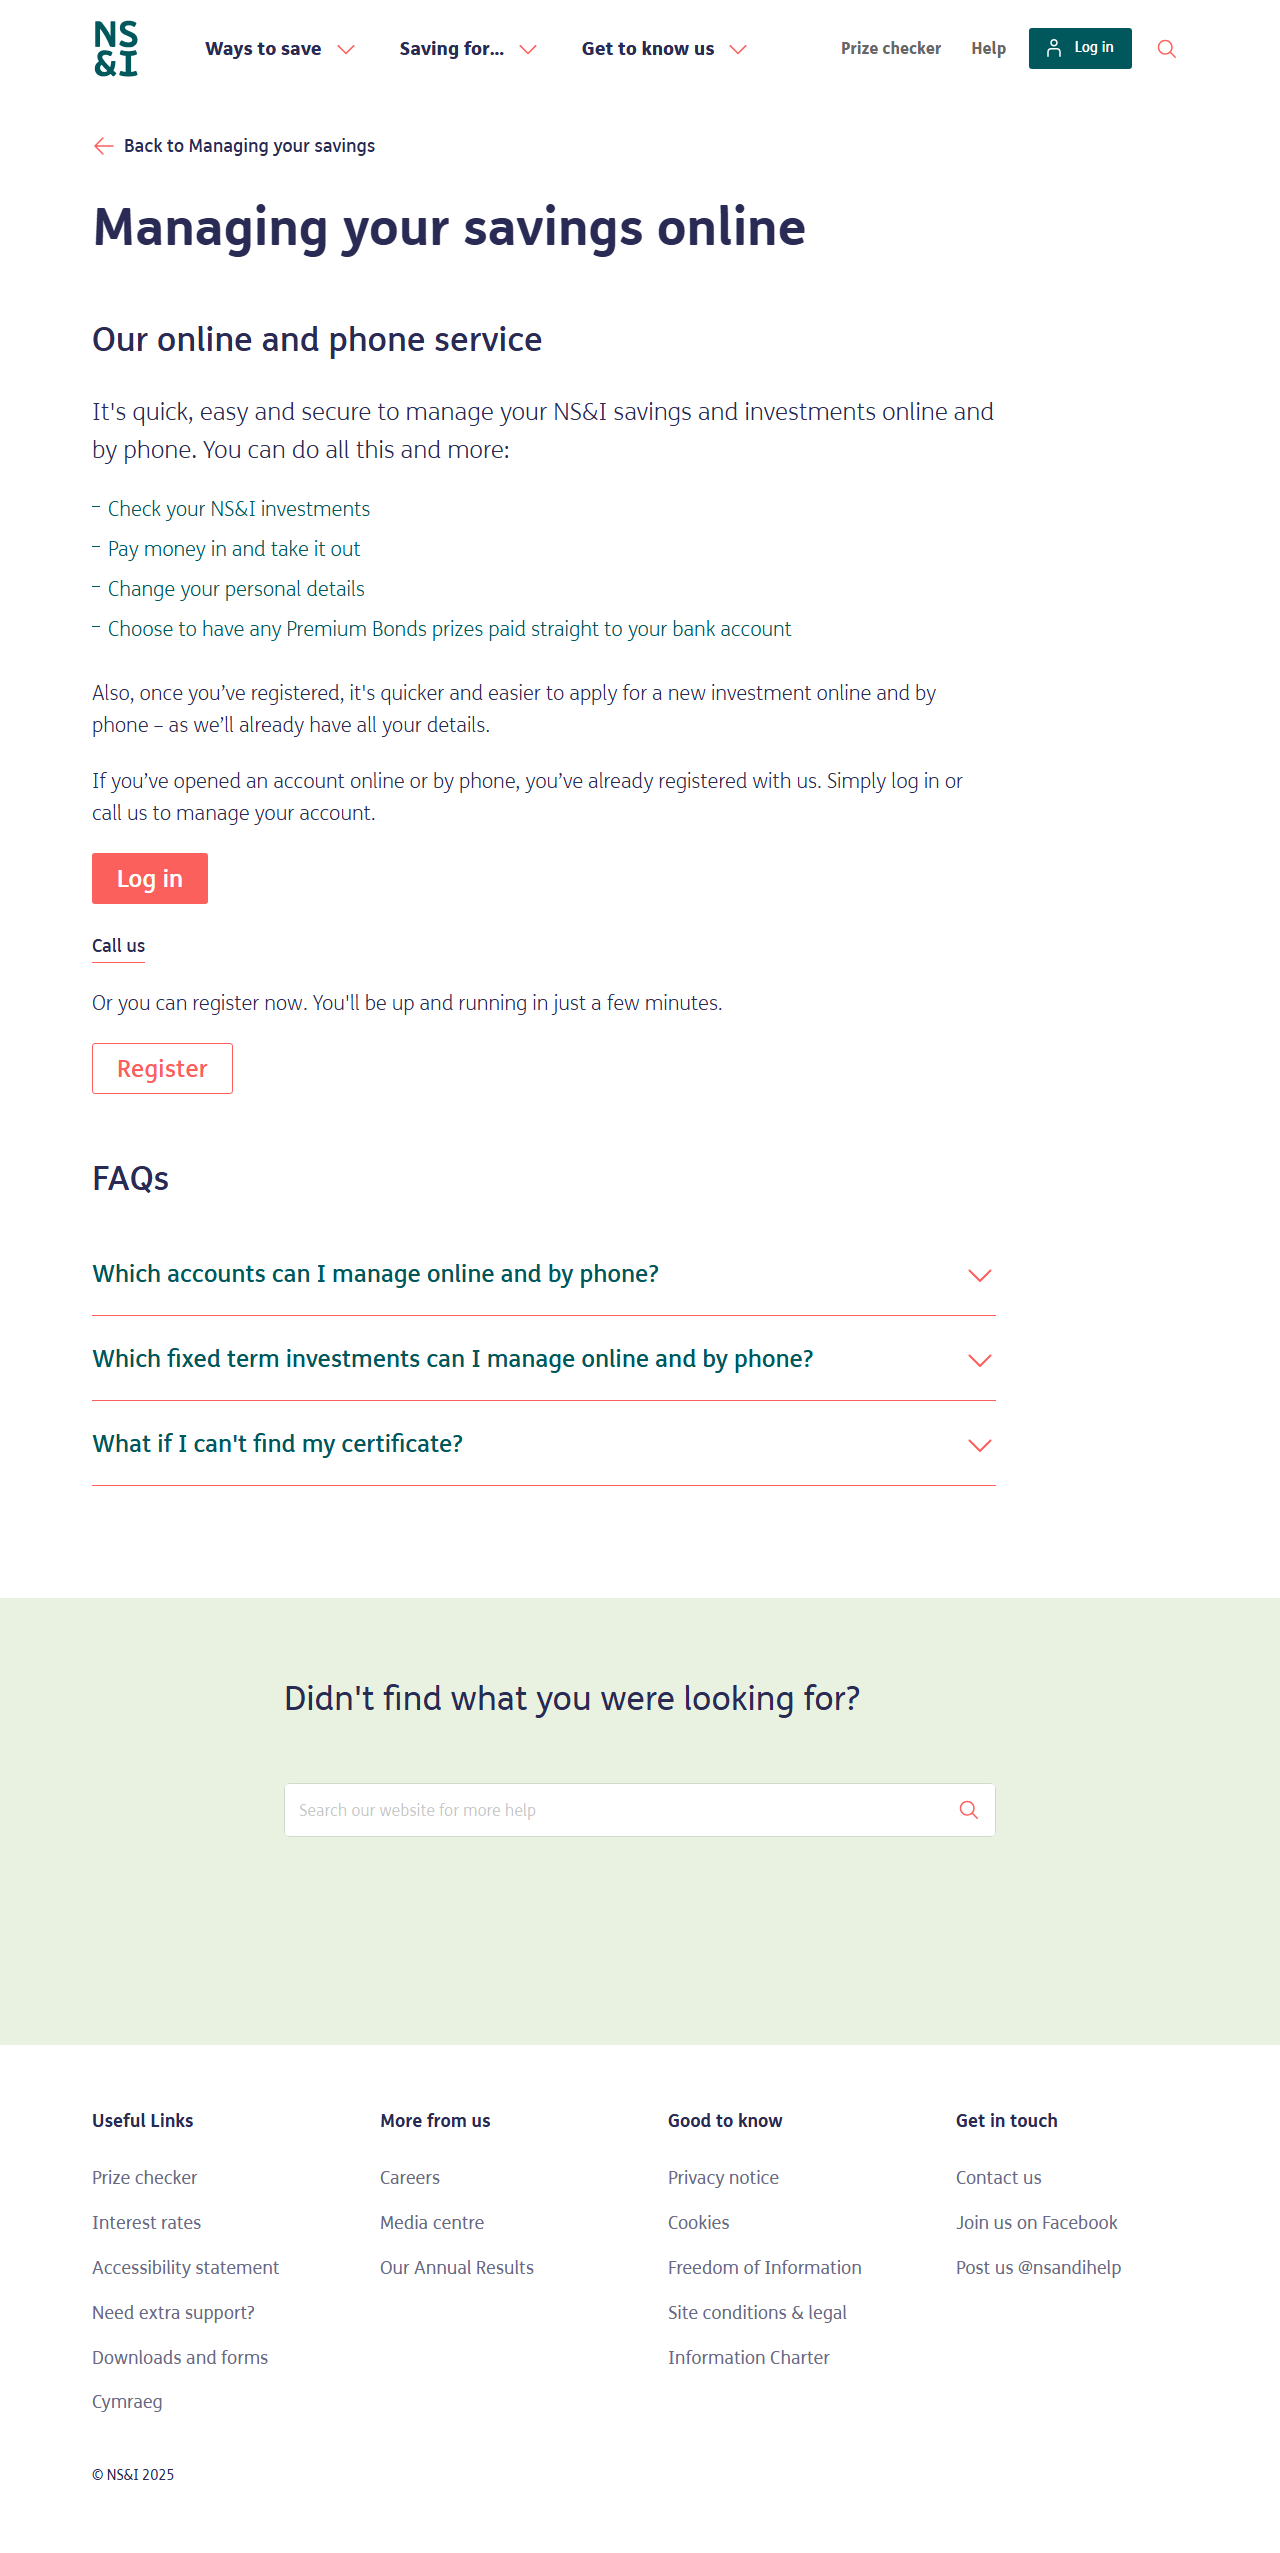 NS
&I
Ways to save
Saving for...
Get to know us
Prize checker
Help
Log in
Back to Managing your savings
Managing your savings online
Our online and phone service
It's quick, easy and secure to manage your NS&I savings and investments online and
by phone. You can do all this and more:
– Check your NS&I investments
– Pay money in and take it out
– Change your personal details
– Choose to have any Premium Bonds prizes paid straight to your bank account
Also, once you’ve registered, it's quicker and easier to apply for a new investment online and by
phone – as we’ll already have all your details.
If you’ve opened an account online or by phone, you’ve already registered with us. Simply log in or
call us to manage your account.
Log in
Call us
Or you can register now. You'll be up and running in just a few minutes.
Register
FAQs
Which accounts can I manage online and by phone?
Which fixed term investments can I manage online and by phone?
What if I can't find my certificate?
Didn't find what you were looking for?
Search our website for more help
Useful Links
Prize checker
Interest rates
Accessibility statement
Need extra support?
Downloads and forms
Cymraeg
More from us
Careers
Media centre
Our Annual Results
Good to know
Privacy notice
Cookies
Freedom of Information
Site conditions & legal
Information Charter
Get in touch
Contact us
Join us on Facebook
Post us @nsandihelp
© NS&I 2025